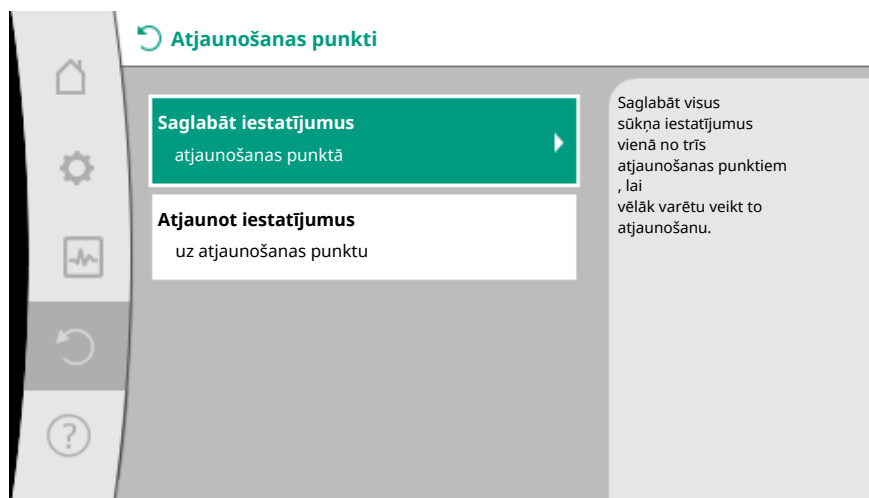 Atjaunošanas punkti
Saglabāt iestatījumus
atjaunošanas punktā
Atjaunot iestatījumus
uz atjaunošanas punktu
Saglabāt visus
sūkņa iestatījumus
vienā no trīs
atjaunošanas punktiem
, lai
vēlāk varētu veikt to
atjaunošanu.
?